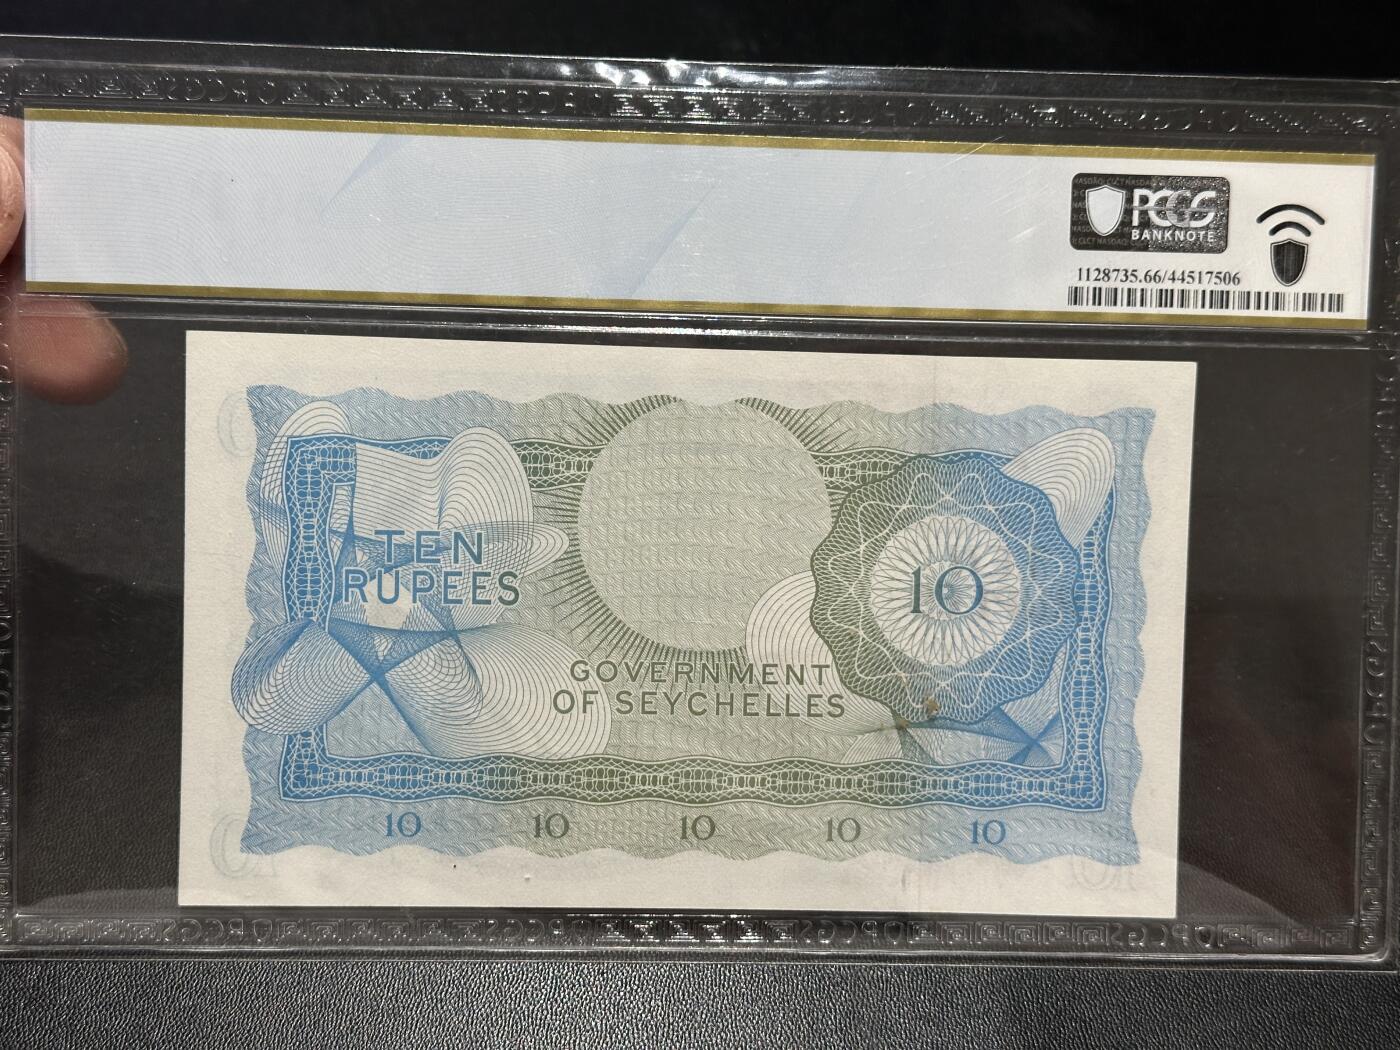 PCGS
BANKNOTE
1128735.66/44517506
TEN
RUPEES
10
GOVERNMENT
OF SEYCHELLES
10 10 10 10 10